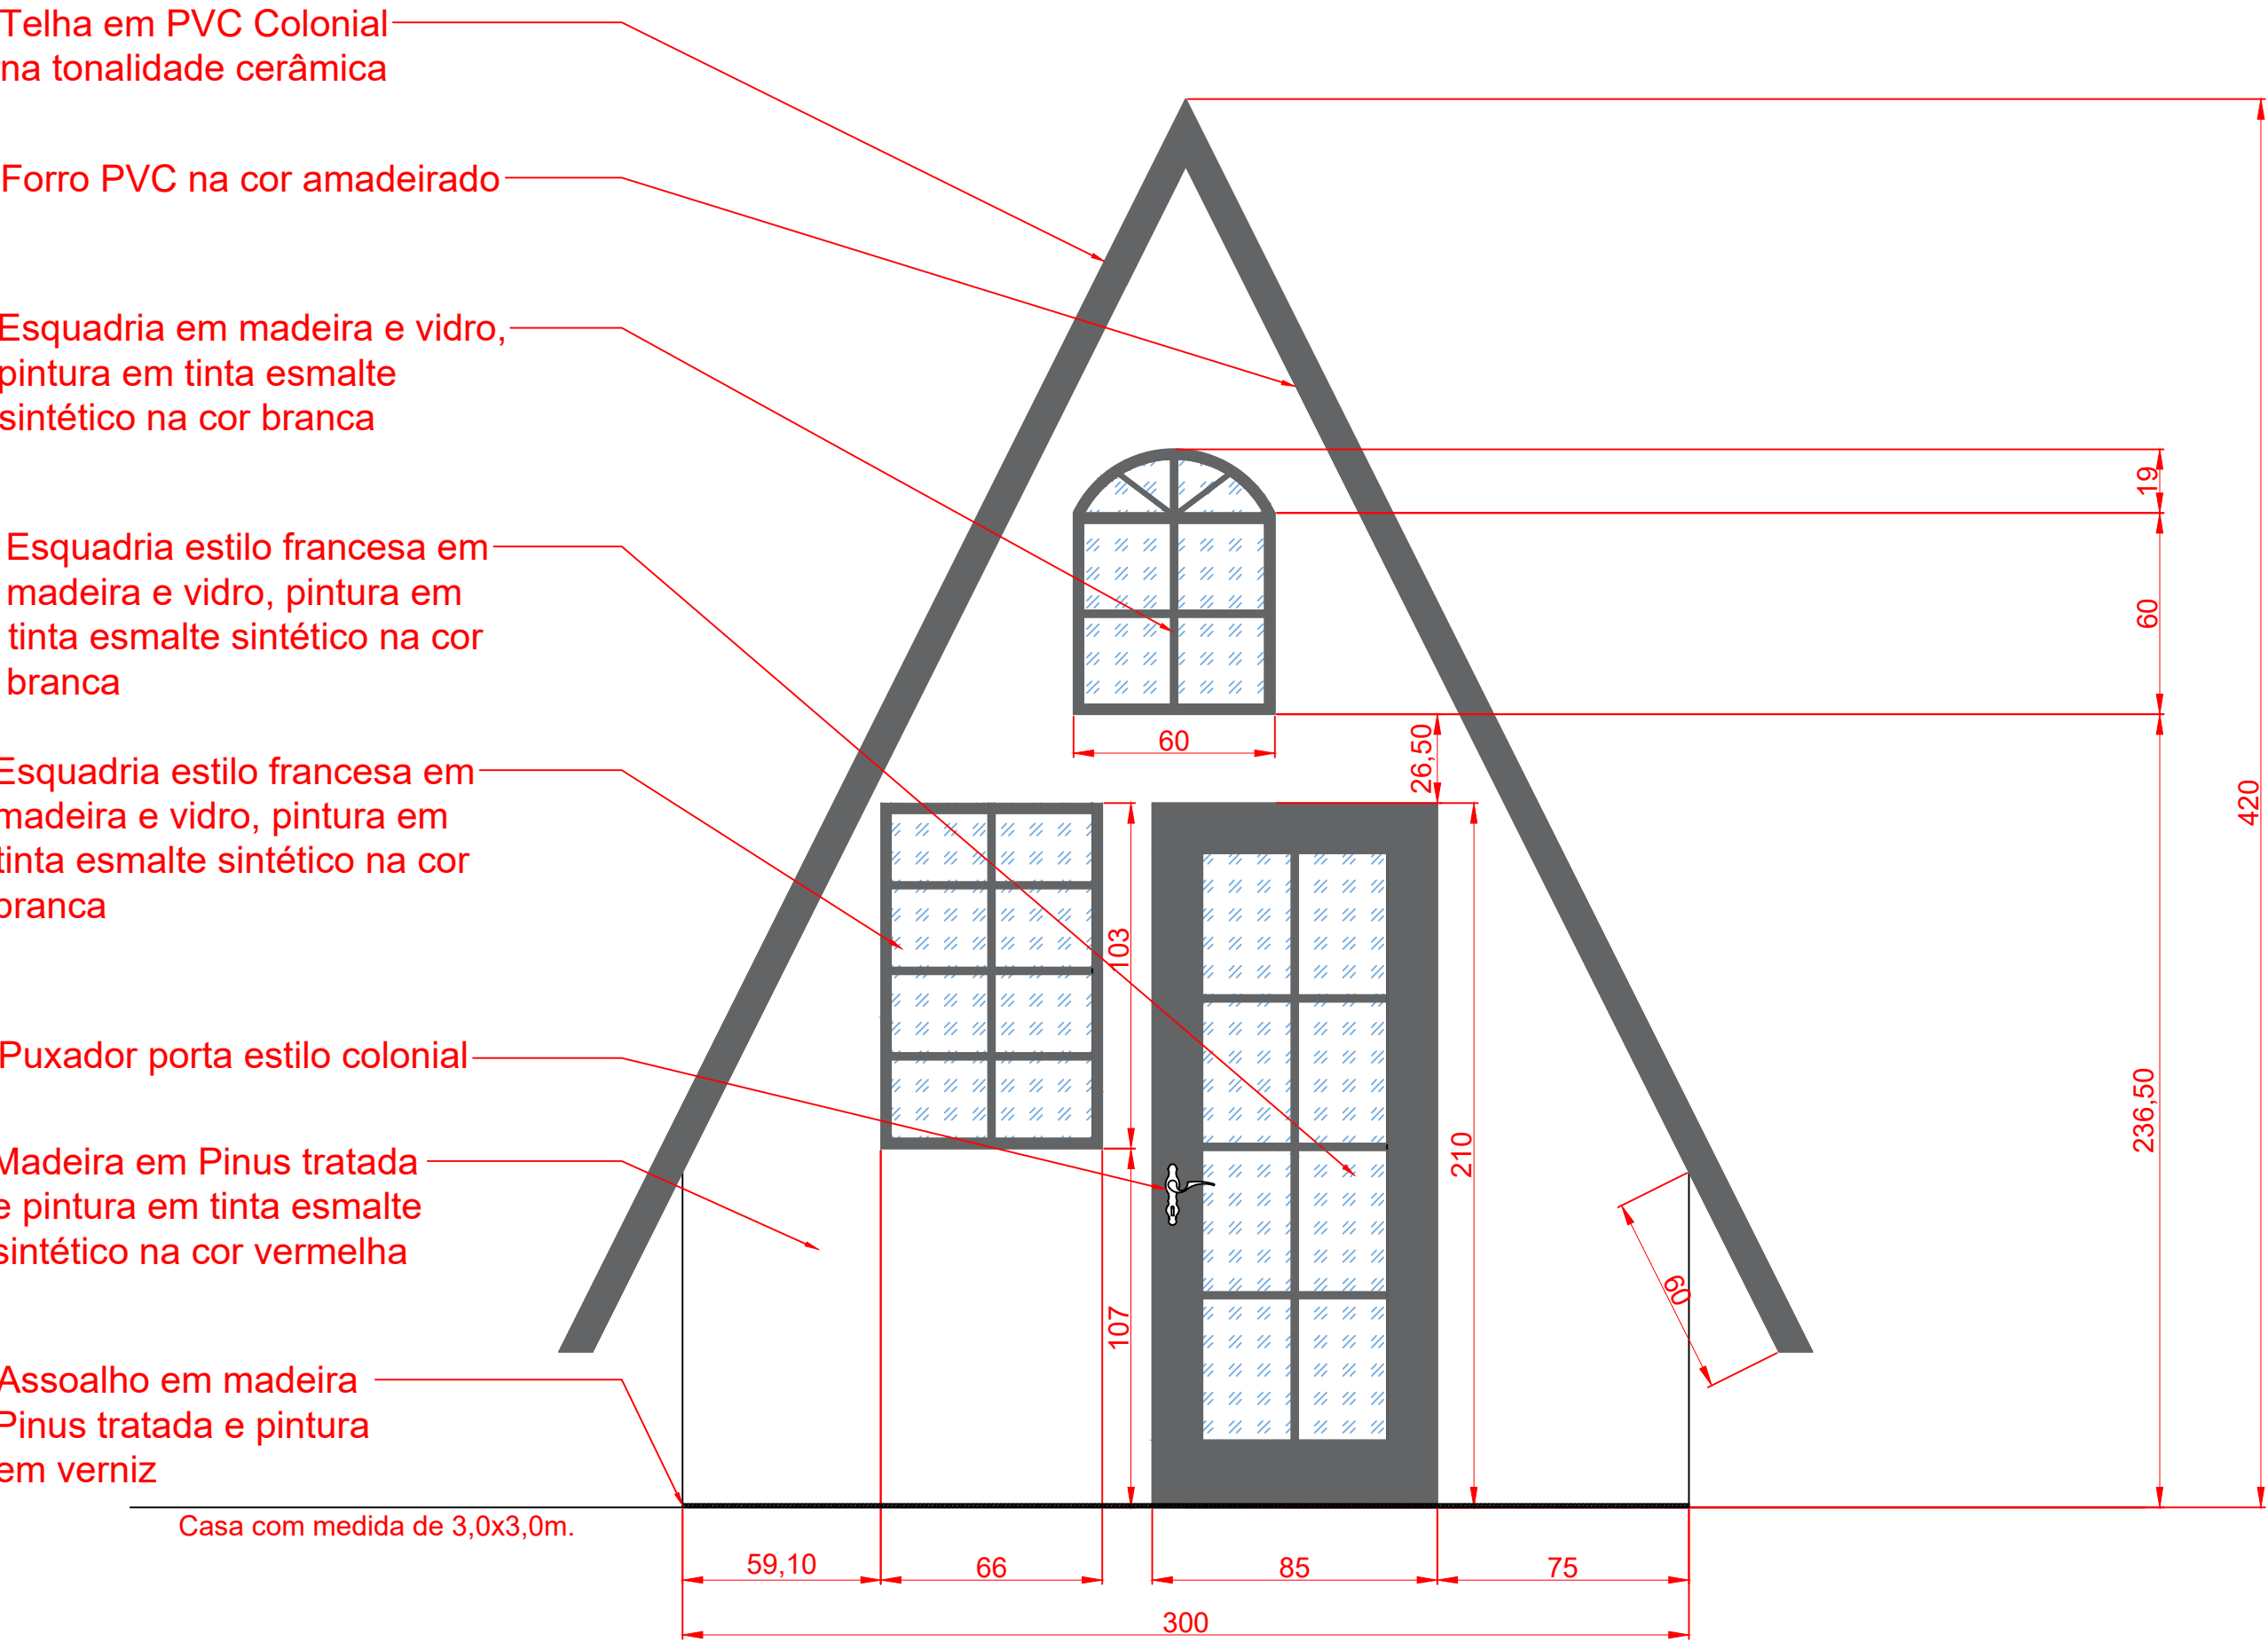 Telha em PVC Colonial
na tonalidade cerâmica
Forro PVC na cor amadeirado
Esquadria em madeira e vidro,
pintura em tinta esmalte
sintético na cor branca
Esquadria estilo francesa em
madeira e vidro, pintura em
tinta esmalte sintético na cor
branca
Esquadria estilo francesa em
madeira e vidro, pintura em
tinta esmalte sintético na cor
branca
Puxador porta estilo colonial
Madeira em Pinus tratada
e pintura em tinta esmalte
sintético na cor vermelha
Assoalho em madeira
Pinus tratada e pintura
em verniz
Casa com medida de 3,0x3,0m.
19
60
60
26,50
420
103
236,50
210
60
107
59,10
66
85
75
300